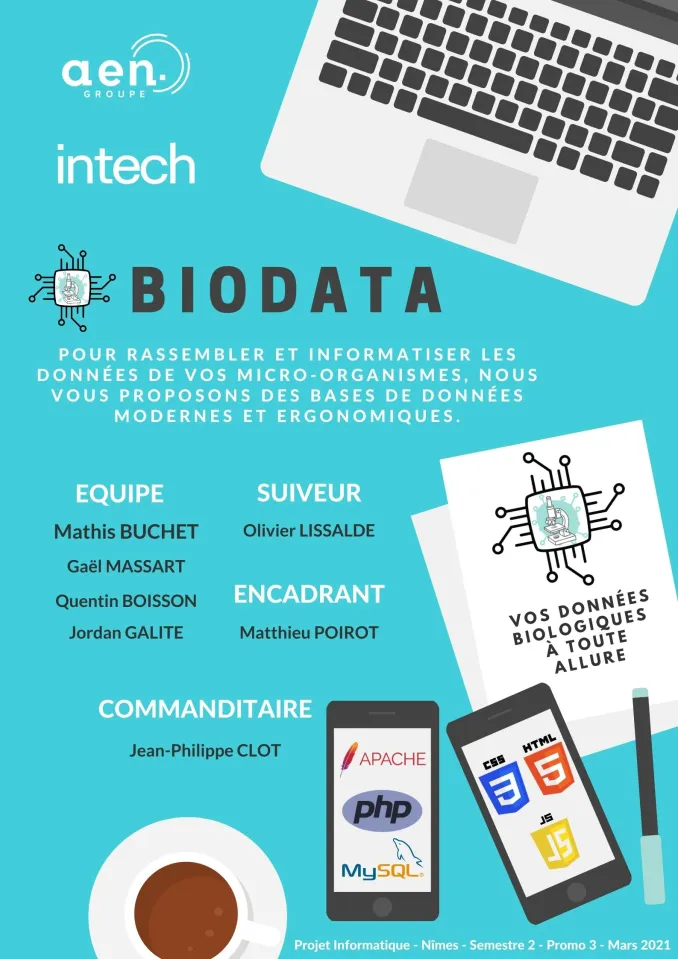 aen.
GROUPE
intech
BIODATA
POUR RASSEMBLER ET INFORMATISER LES
DONNÉES DE VOS MICRO-ORGANISMES, NOUS
VOUS PROPOSONS DES BASES DE DONNÉES
MODERNES ET ERGONOMIQUES.
EQUIPE
Mathis BUCHET
Gaël MASSART
Quentin BOISSON
Jordan GALITE
SUIVEUR
Olivier LISSALDE
ENCADRANT
Matthieu POIROT
COMMANDITAIRE
Jean-Philippe CLOT
VOS DONNÉES
BIOLOGIQUES
À TOUTE
ALLURE
APACHE
php
MySQL
CSS
3
HTML
5
JS
JS
Projet Informatique - Nîmes - Semestre 2 - Promo 3 - Mars 2021